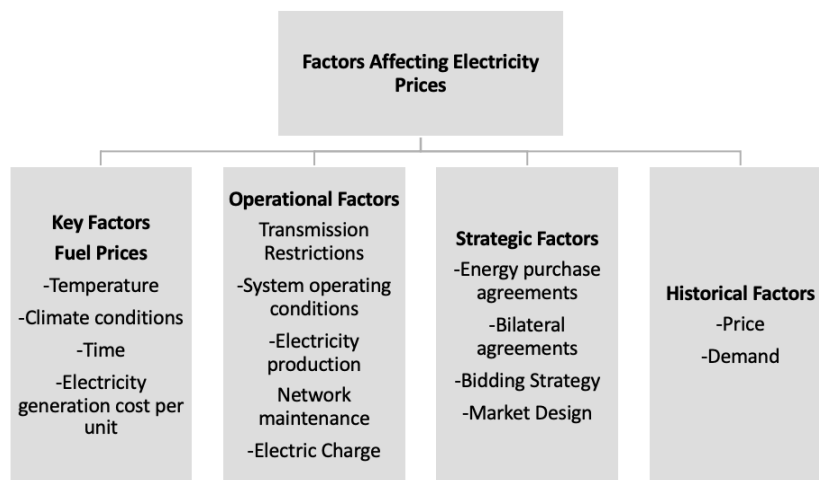 Factors Affecting Electricity
Prices
Key Factors
Fuel Prices
-Temperature
-Climate conditions
-Time
-Electricity
generation cost per
unit
Operational Factors
Transmission
Restrictions
-System operating
conditions
-Electricity
production
Network
maintenance
-Electric Charge
Strategic Factors
-Energy purchase
agreements
-Bilateral
agreements
-Bidding Strategy
-Market Design
Historical Factors
-Price
-Demand